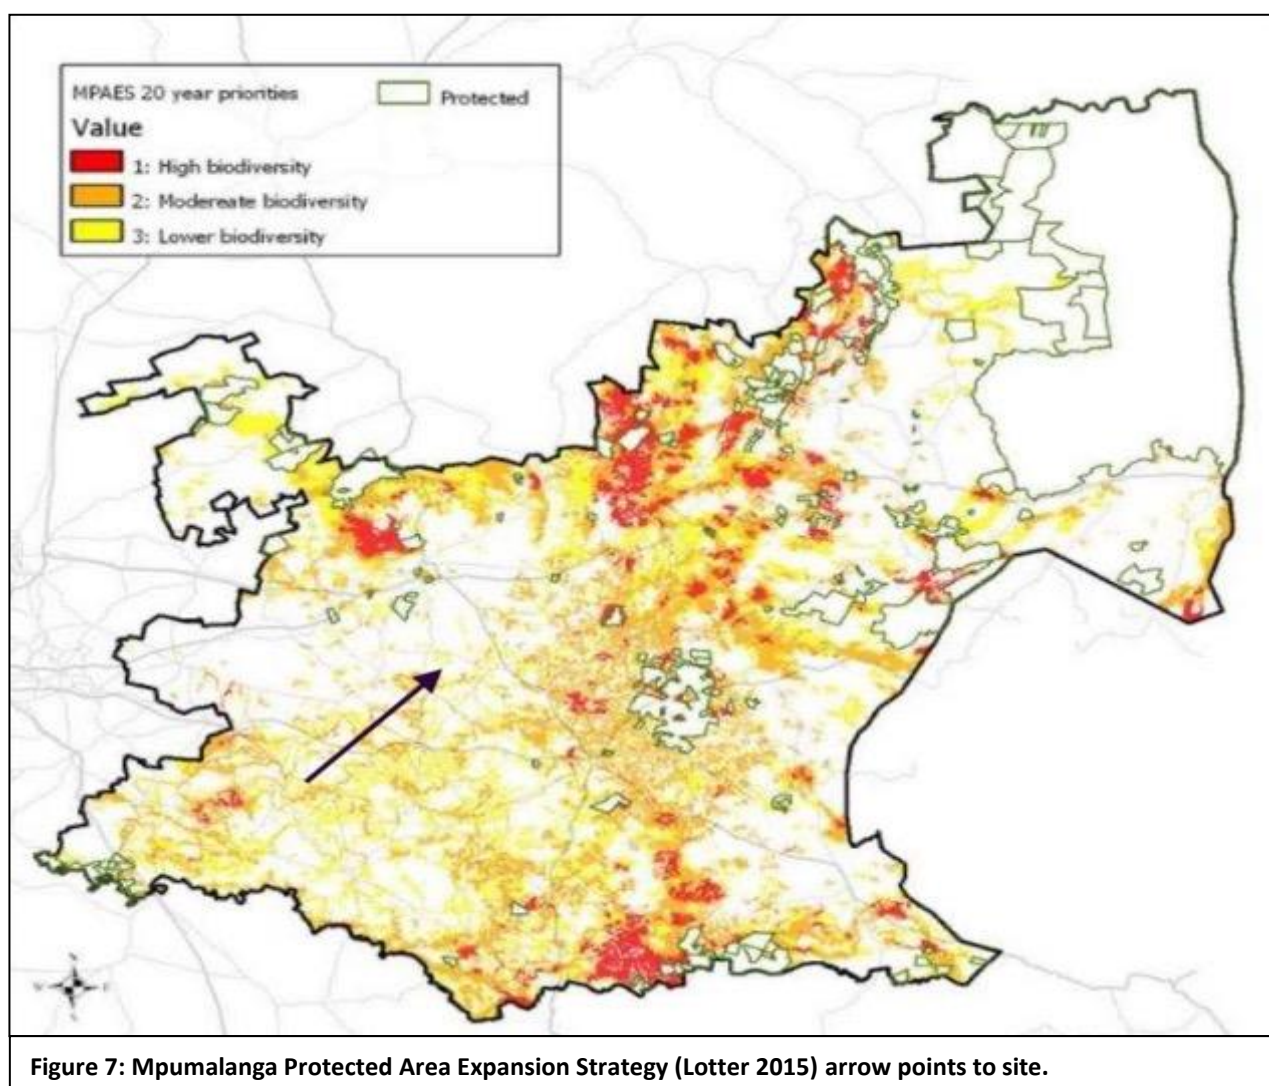 MPAES 20 year priorities
Protected
Value
1: High biodiversity
2: Modereate biodiversity
3: Lower biodiversity
Figure 7: Mpumalanga Protected Area Expansion Strategy (Lotter 2015) arrow points to site.